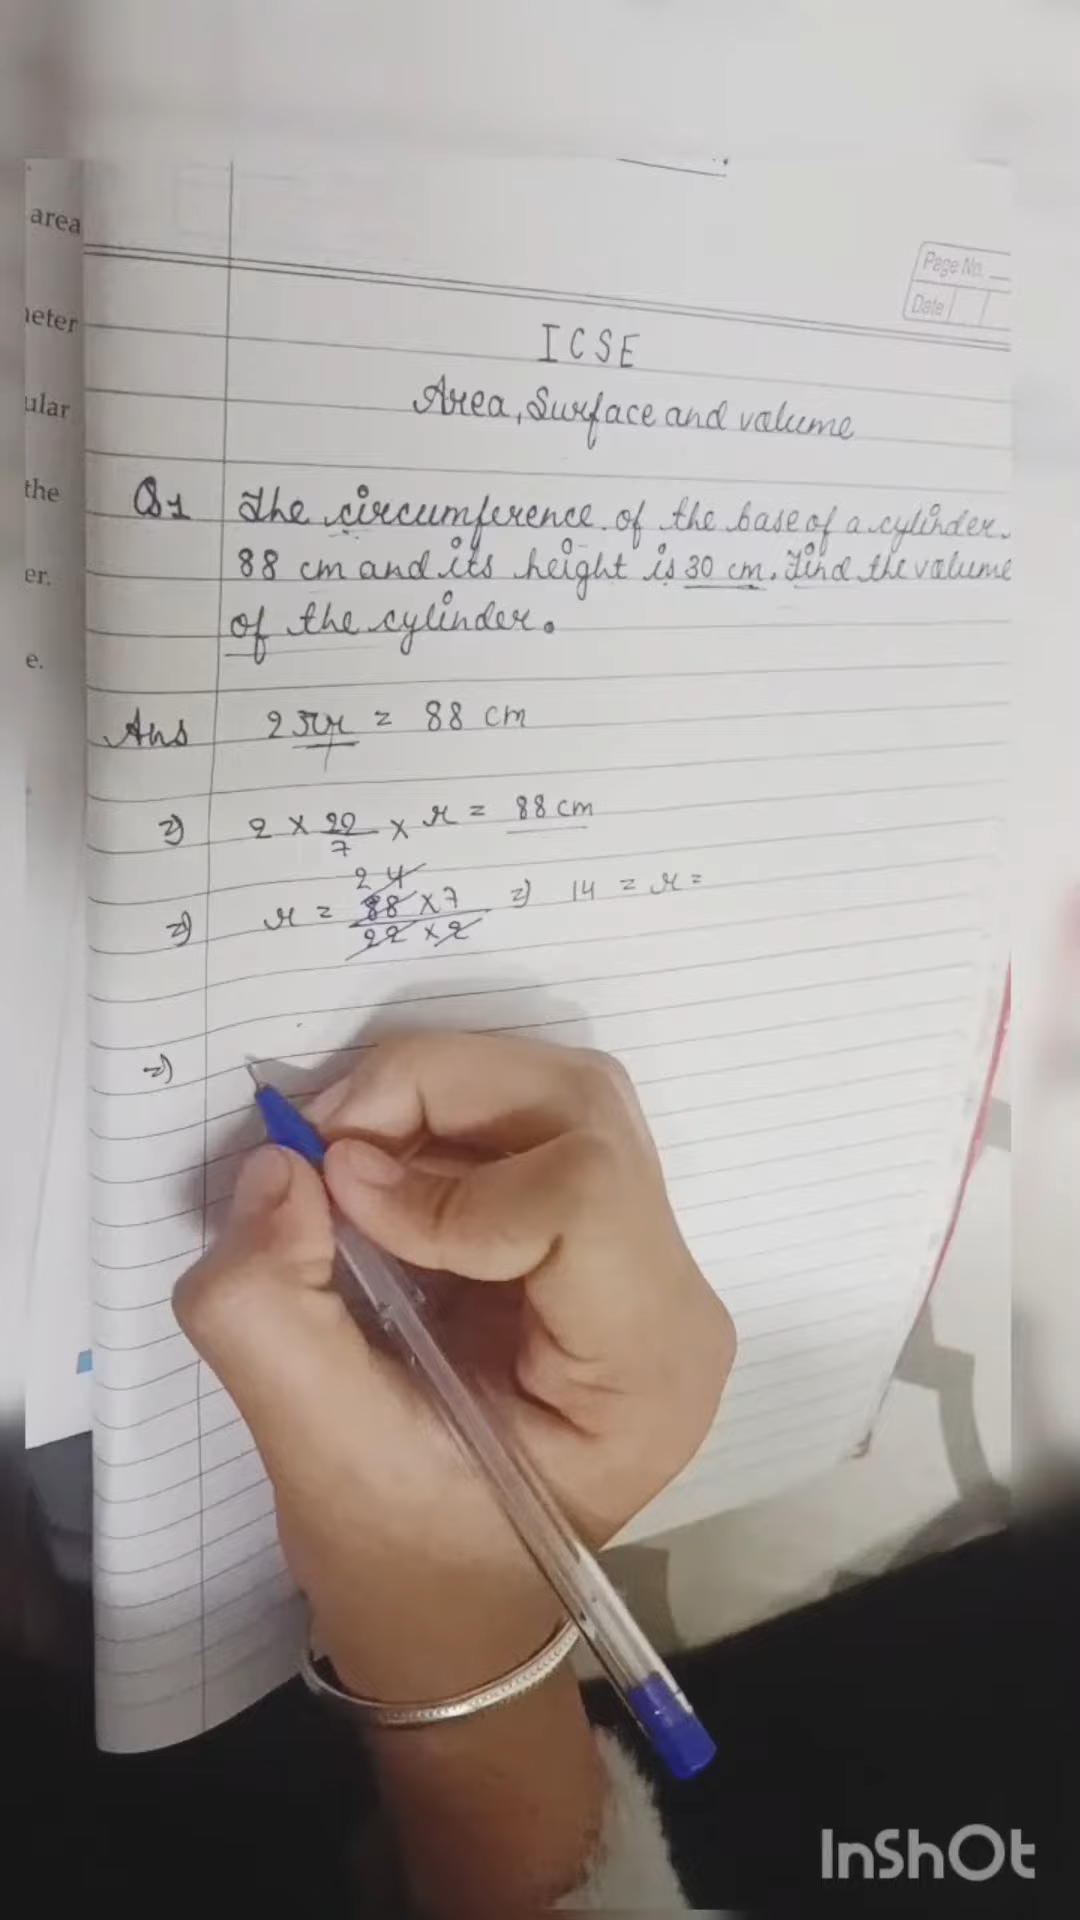 area
neter
ular
the
er.
e.
Page No.
Date
ICSE
Area, Surface and volume
Q1 The circumference of the base of a cylinder.
88 cm and its height is 30 cm. Find the volume
of the cylinder.
Ans 2πr = 88 cm
⇒ 2 × 22/7 × r = 88 cm
2 4
⇒ r = 88 × 7 / 22 × 2 ⇒ 14 = r =
⇒
InShOt